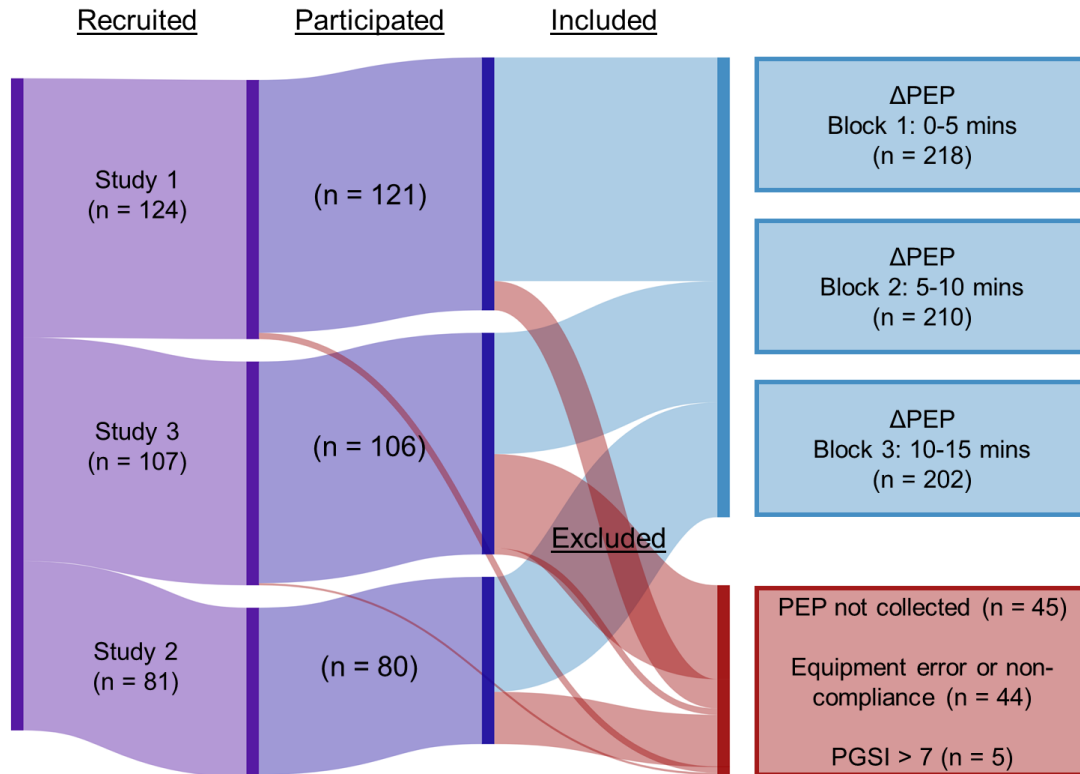 Recruited
Participated
Included
Study 1
(n = 124)
(n = 121)
Study 3
(n = 107)
(n = 106)
Study 2
(n = 81)
(n = 80)
ΔPEP
Block 1: 0-5 mins
(n = 218)
ΔPEP
Block 2: 5-10 mins
(n = 210)
ΔPEP
Block 3: 10-15 mins
(n = 202)
Excluded
PEP not collected (n = 45)
Equipment error or non-
compliance (n = 44)
PGSI > 7 (n = 5)